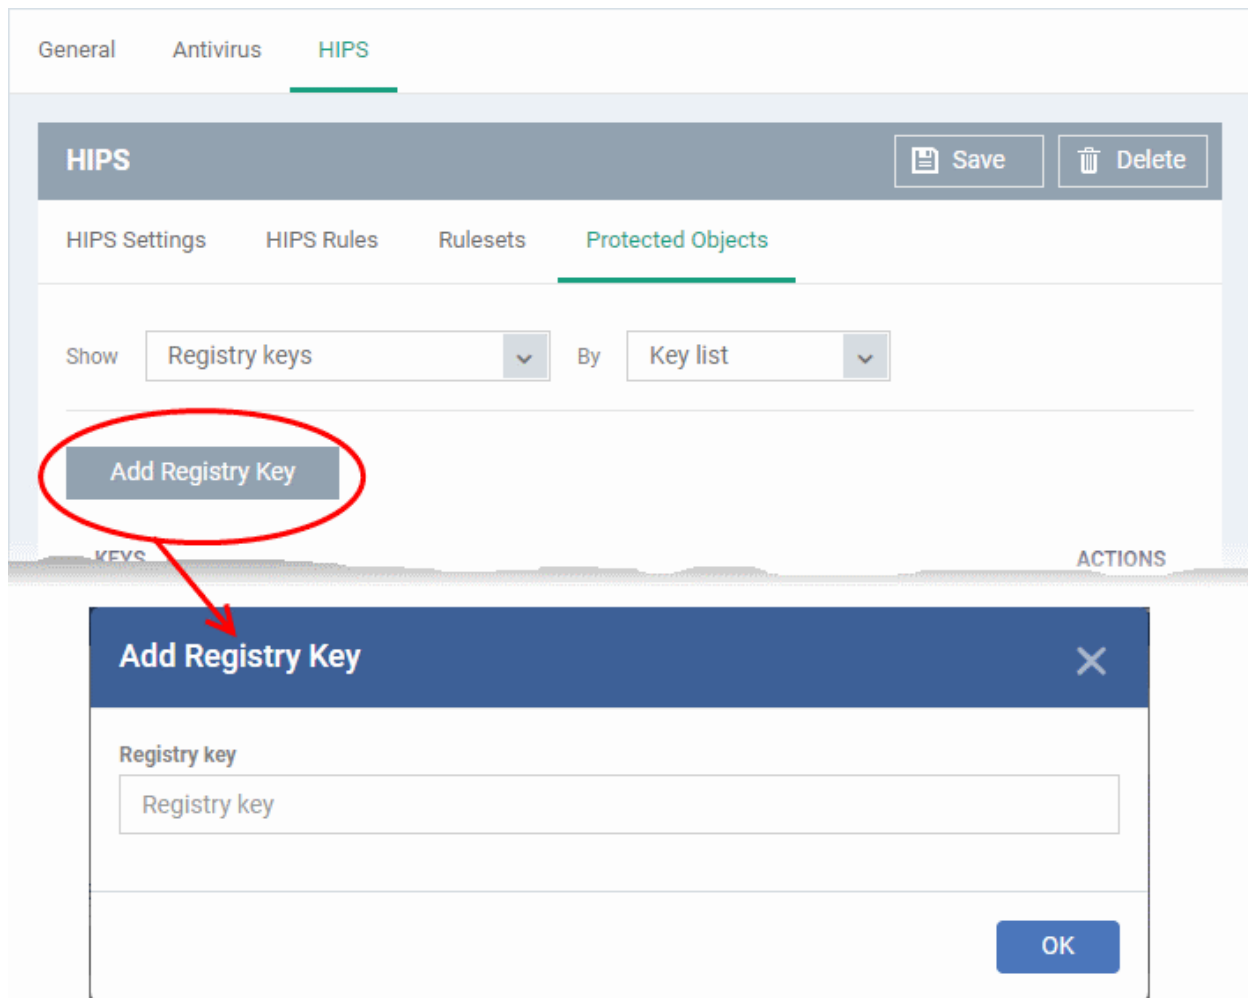 General Antivirus HIPS
HIPS Save Delete
HIPS Settings HIPS Rules Rulesets Protected Objects
Show Registry keys By Key list
Add Registry Key
KEYS ACTIONS
Add Registry Key
Registry key
Registry key
OK